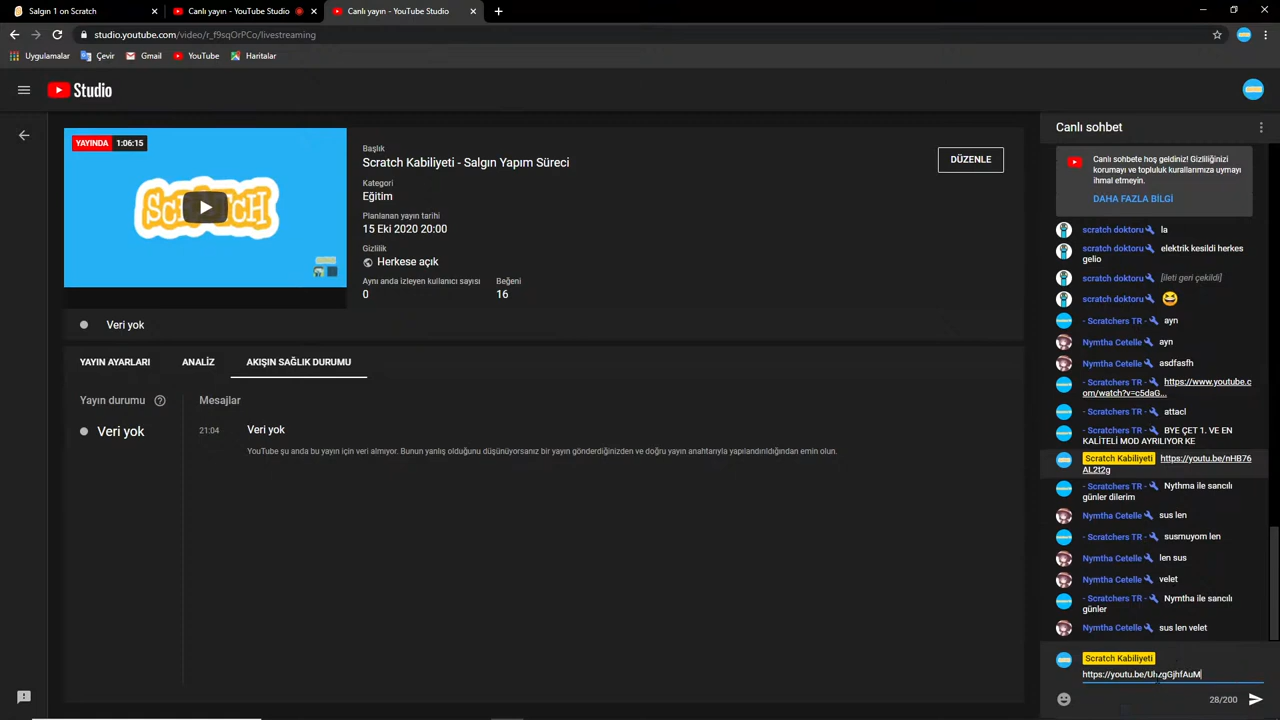 Salgın 1 on Scratch
Canlı yayın - YouTube Studio
Canlı yayın - YouTube Studio
studio.youtube.com/video/r_f9sqOrPCo/livestreaming
Uygulamalar
Çevir
Gmail
YouTube
Haritalar
Studio
YAYINDA 1:06:15
Başlık
Scratch Kabiliyeti - Salgın Yapım Süreci
DÜZENLE
Kategori
Eğitim
Planlanan yayın tarihi
15 Eki 2020 20:00
Gizlilik
Herkese açık
Aynı anda izleyen kullanıcı sayısı
Beğeni
0
16
Veri yok
YAYIN AYARLARI
ANALİZ
AKIŞIN SAĞLIK DURUMU
Yayın durumu
Veri yok
Mesajlar
21:04
Veri yok
YouTube şu anda bu yayın için veri almıyor. Bunun yanlış olduğunu düşünüyorsanız bir yayın gönderdiğinizden ve doğru yayın anahtarıyla yapılandırıldığından emin olun.
Canlı sohbet
Canlı sohbete hoş geldiniz! Gizliliğinizi
korumayı ve topluluk kurallarımıza uymayı
ihmal etmeyin.
DAHA FAZLA BİLGİ
scratch doktoru la
scratch doktoru elektrik kesildi herkes
gelio
scratch doktoru [ileti geri çekildi]
scratch doktoru
- Scratchers TR - ayn
Nymtha Cetelle ayn
Nymtha Cetelle asdfasfh
- Scratchers TR - https://www.youtube.c
om/watch?v=c5daG...
- Scratchers TR - attacl
- Scratchers TR - BYE ÇET 1. VE EN
KALİTELİ MOD AYRILIYOR KE
Scratch Kabiliyeti https://youtu.be/nHB76
AL2t2g
- Scratchers TR - Nythma ile sancılı
günler dilerim
Nymtha Cetelle sus len
- Scratchers TR - susmuyom len
Nymtha Cetelle len sus
Nymtha Cetelle velet
- Scratchers TR - Nymtha ile sancılı
günler
Nymtha Cetelle sus len velet
Scratch Kabiliyeti
28/200